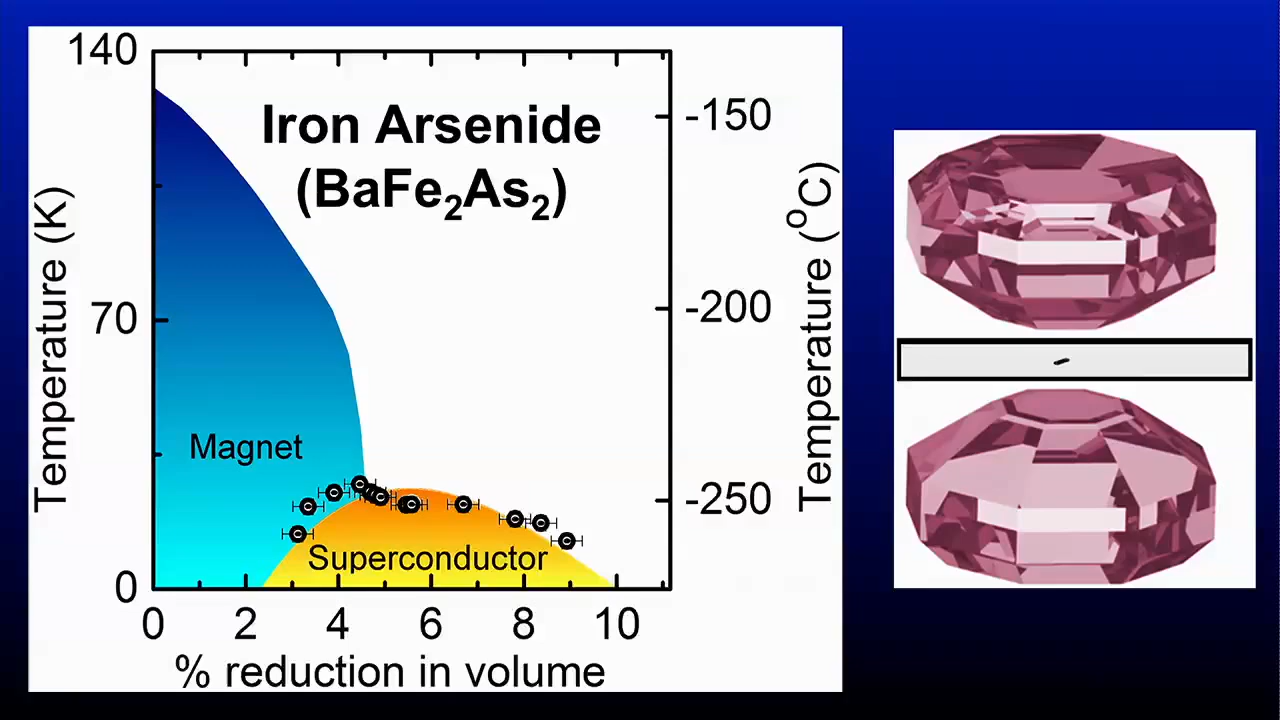 140
70
0
Temperature (K)
Iron Arsenide
(BaFe₂As₂)
Magnet
Superconductor
-150
-200
-250
Temperature (ºC)
0 2 4 6 8 10
% reduction in volume